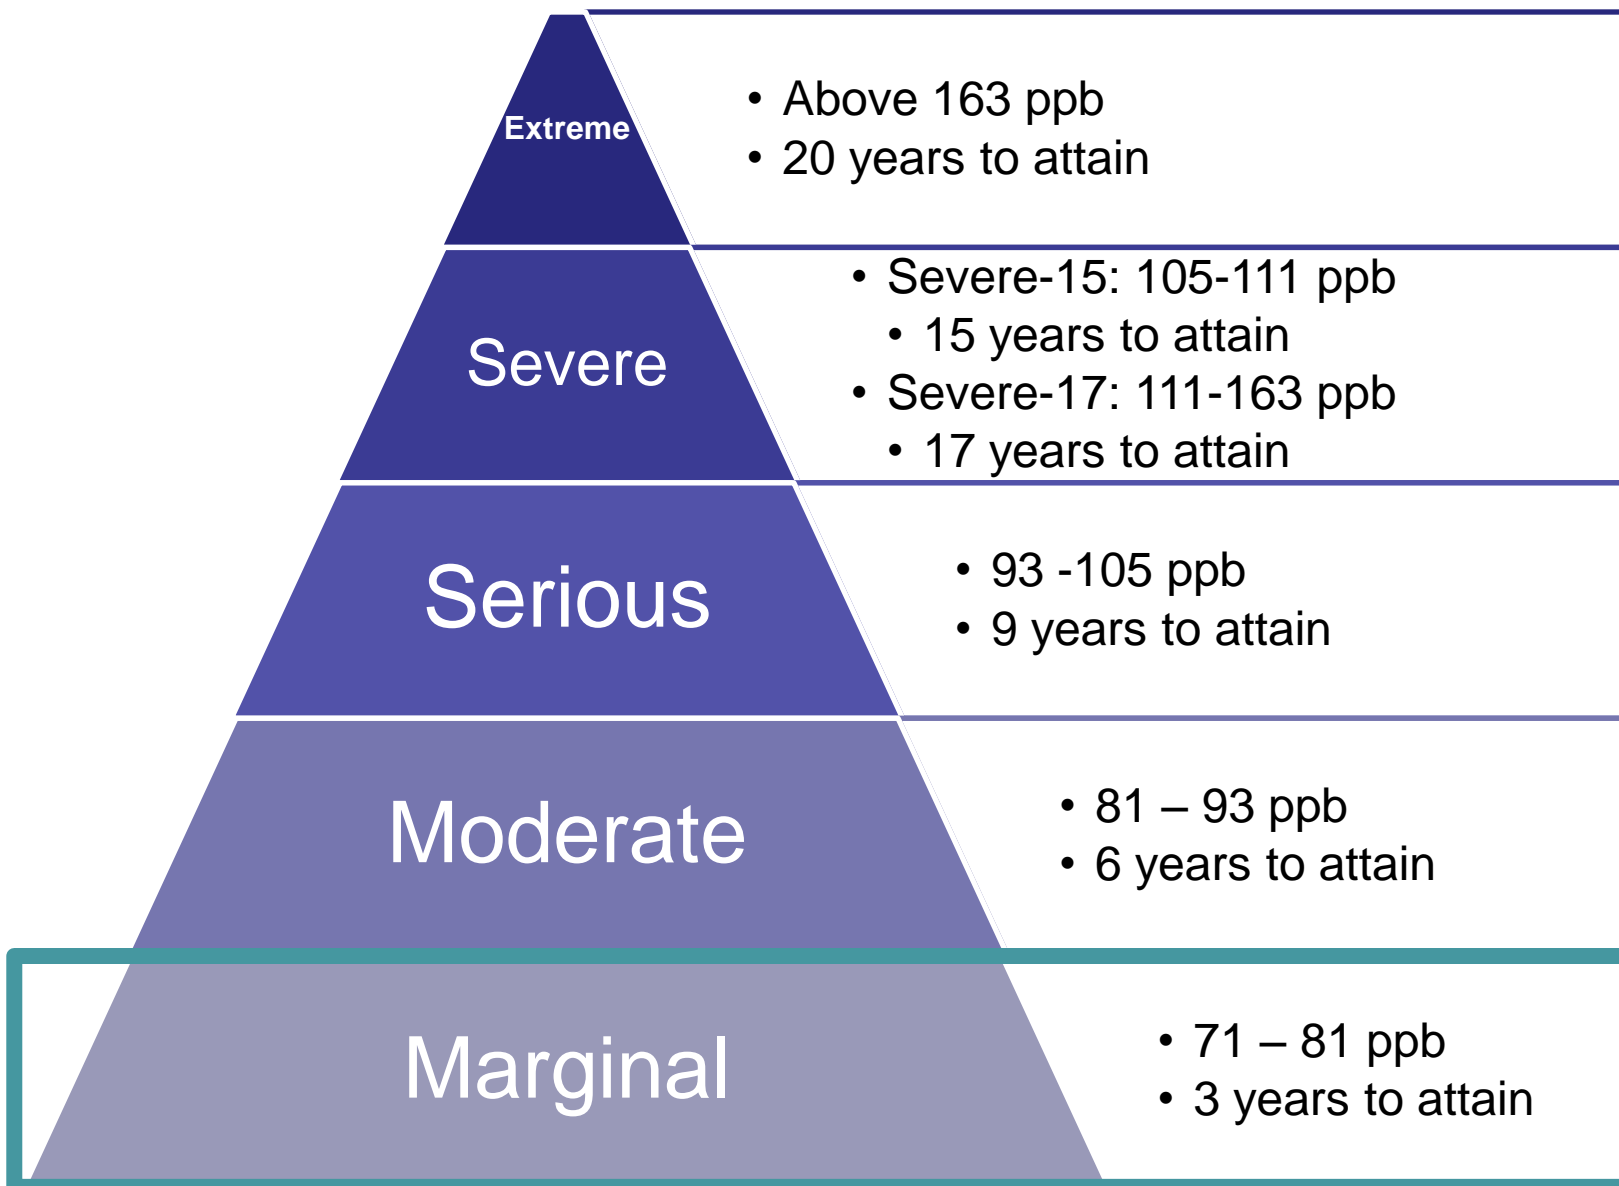 Extreme
• Above 163 ppb
• 20 years to attain
Severe
• Severe-15: 105-111 ppb
• 15 years to attain
• Severe-17: 111-163 ppb
• 17 years to attain
Serious
• 93 -105 ppb
• 9 years to attain
Moderate
• 81 – 93 ppb
• 6 years to attain
Marginal
• 71 – 81 ppb
• 3 years to attain